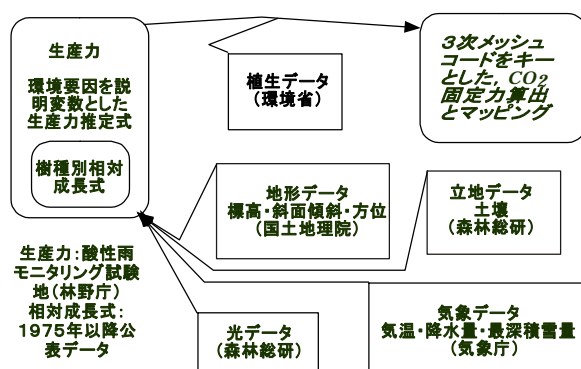 生産力
環境要因を説
明変数とした
生産力推定式
樹種別相対
成長式
植生データ
(環境省)
3次メッシュ
コードをキー
とした, CO2
固定力算出
とマッピング
地形データ
標高・斜面傾斜・方位
(国土地理院)
立地データ
土壌
(森林総研)
生産力:酸性雨
モニタリング試験
地(林野庁)
相対成長式:
1975年以降公
表データ
光データ
(森林総研)
気象データ
気温・降水量・最深積雪量
(気象庁)